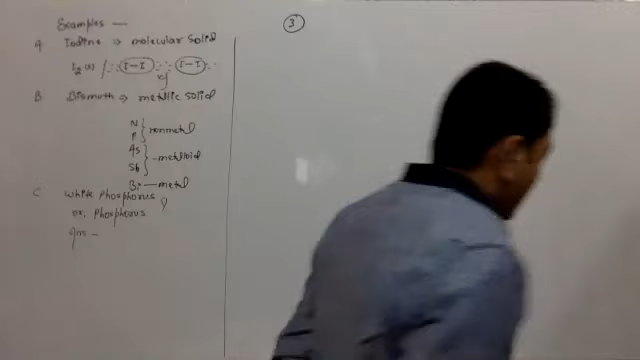 Examples —
A Iodine ⇒ molecular solid
I₂(s) I–I I–I
B Bismuth ⇒ metallic solid
N
P } nonmetal
As
Sb } – metalloid
Bi – metal
C White Phosphorus
or, Phosphorus
Ans –
3